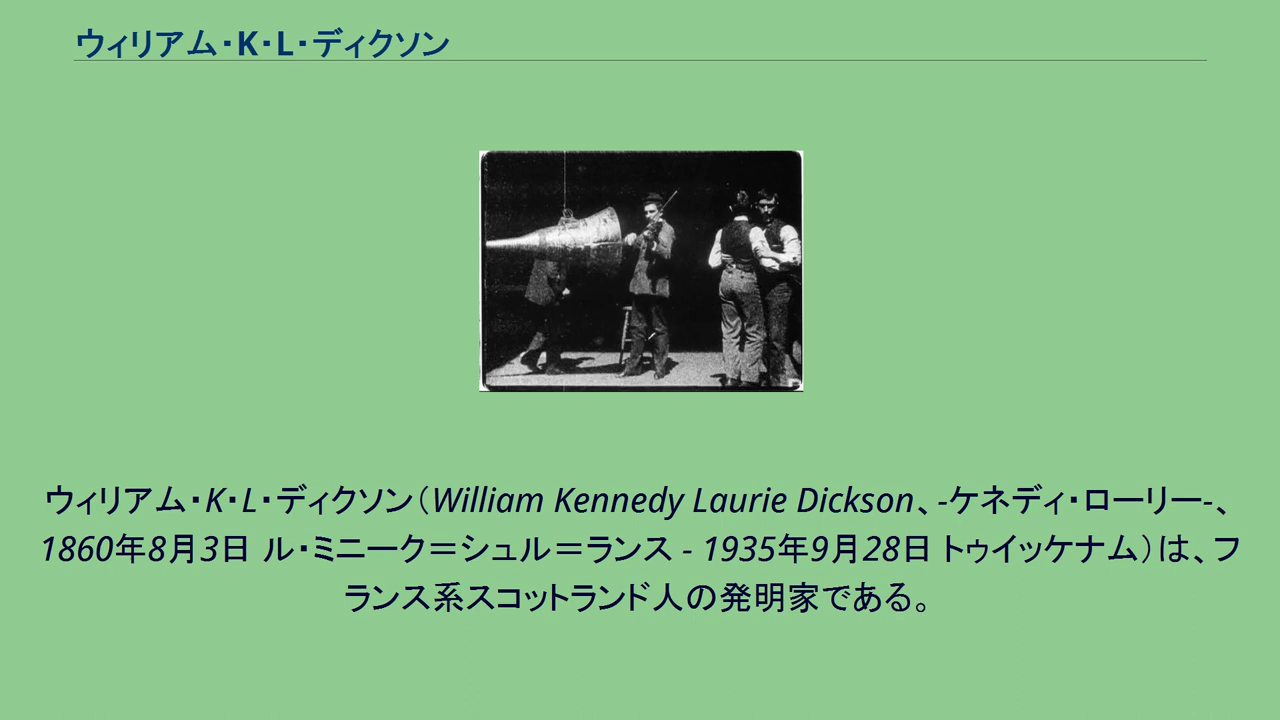 ウィリアム・K・L・ディクソン
ウィリアム・K・L・ディクソン（William Kennedy Laurie Dickson、-ケネディ・ローリー-、
1860年8月3日 ル・ミニーク＝シュル＝ランス - 1935年9月28日 トゥイッケナム）は、フ
ランス系スコットランド人の発明家である。